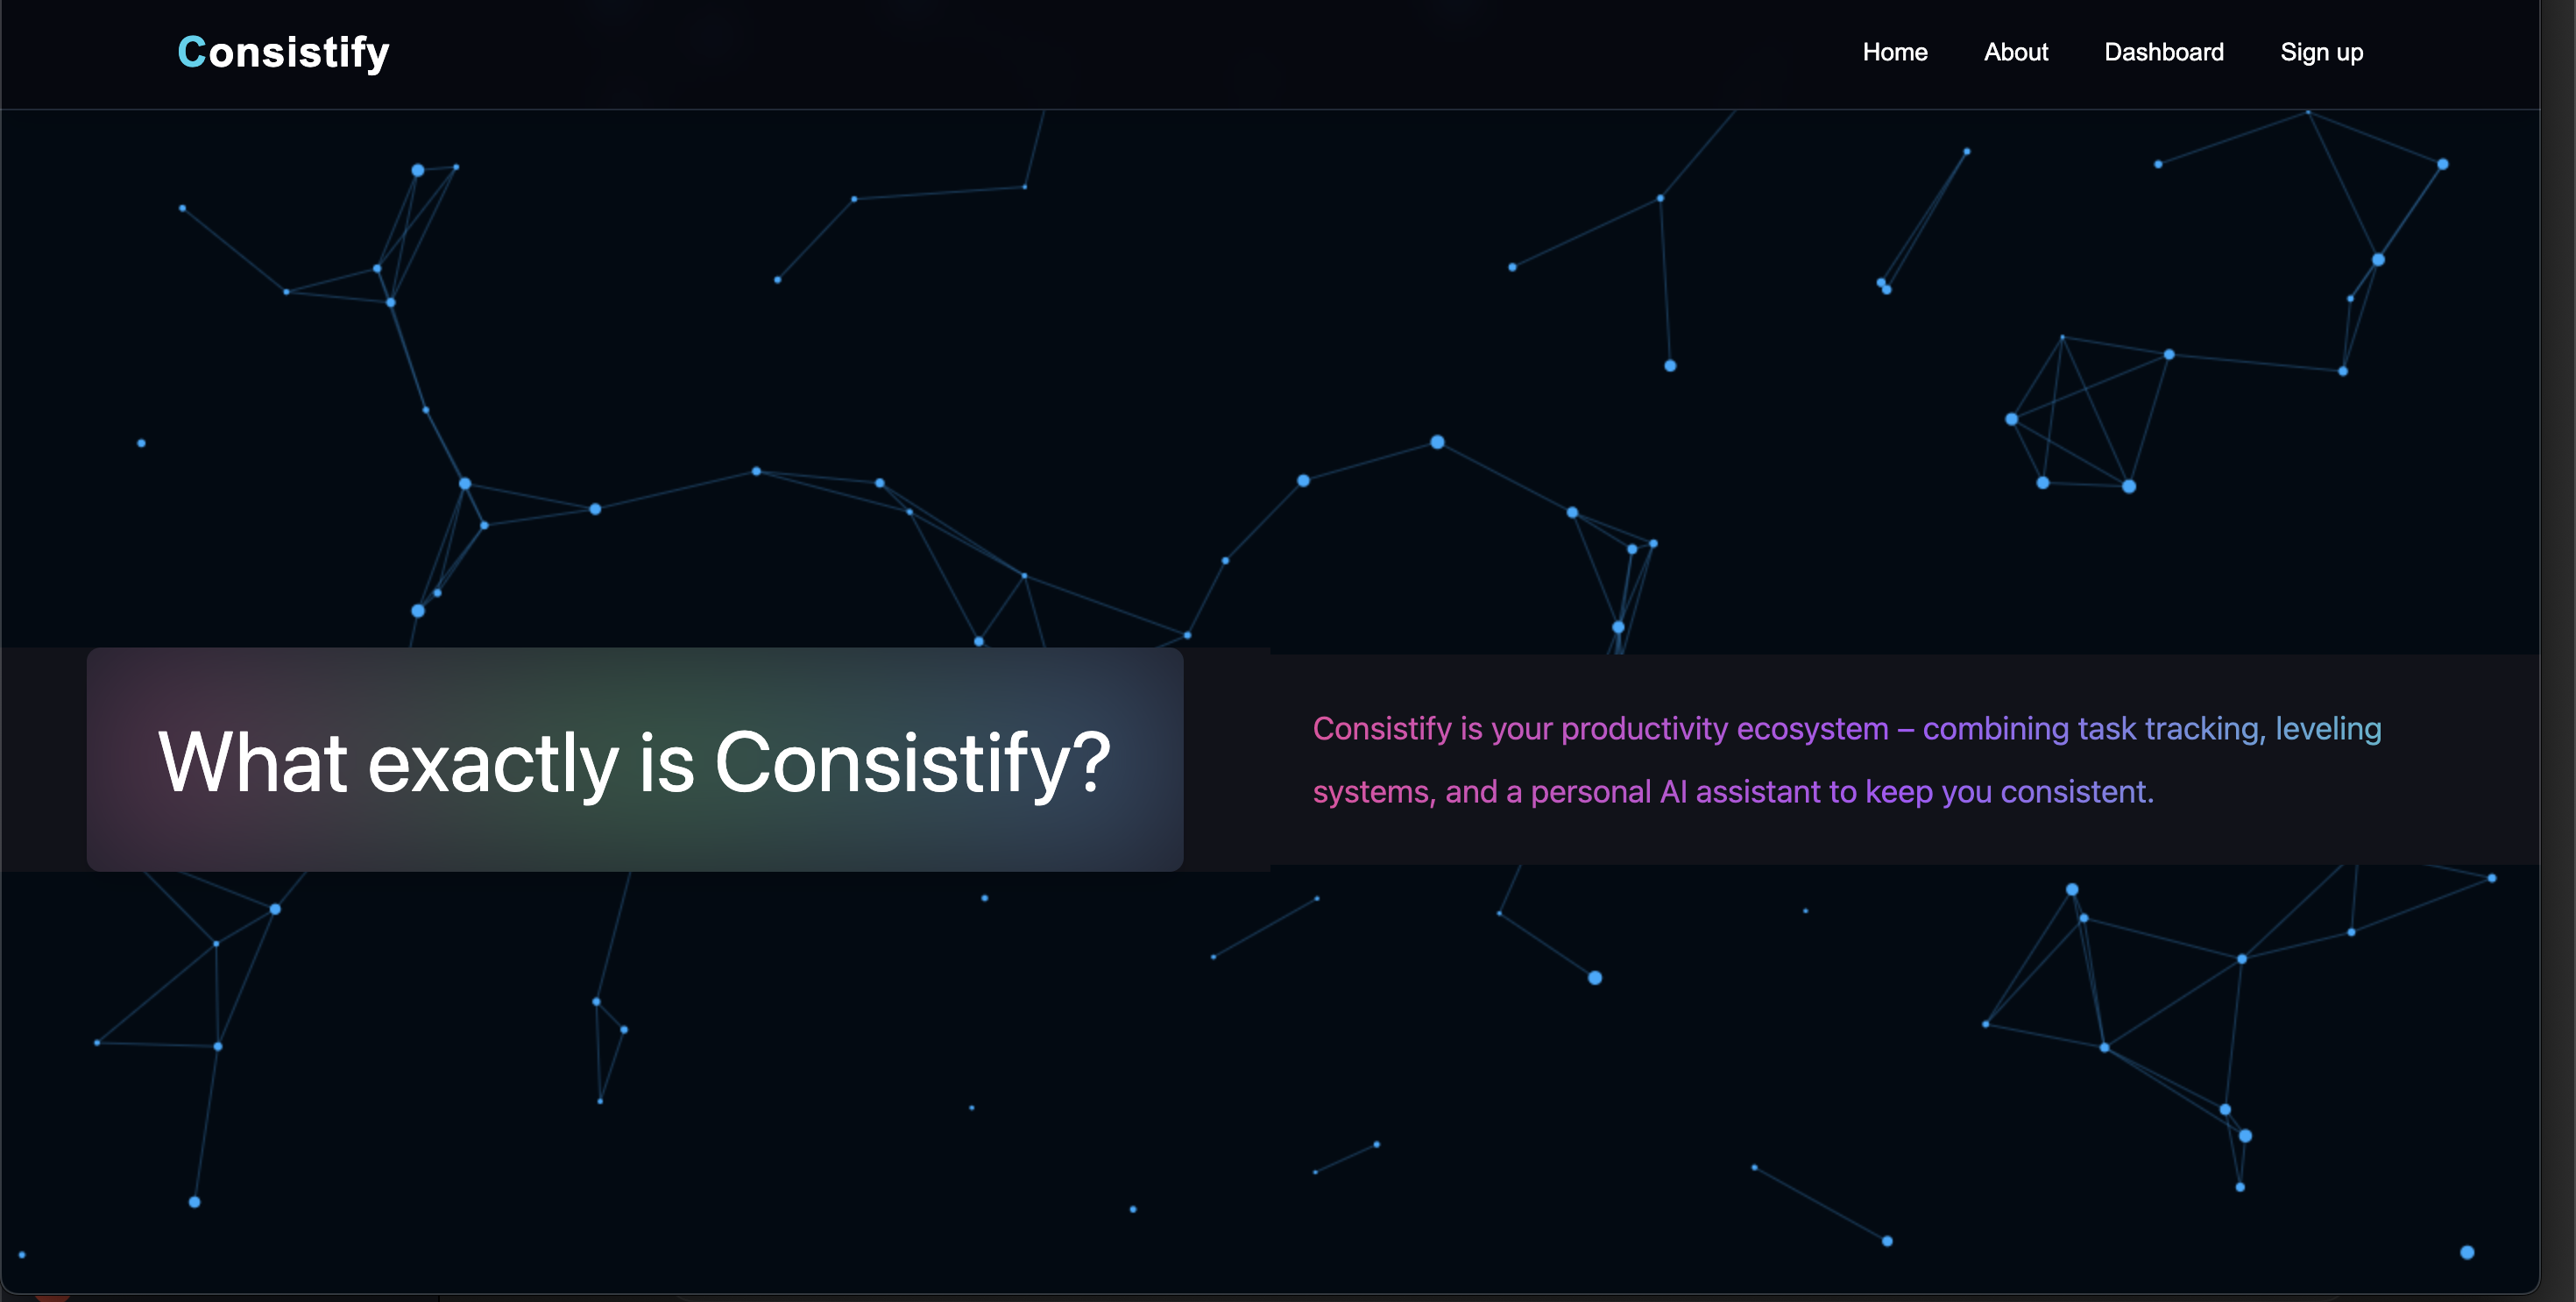 Consistify
Home About Dashboard Sign up
What exactly is Consistify?
Consistify is your productivity ecosystem – combining task tracking, leveling
systems, and a personal AI assistant to keep you consistent.